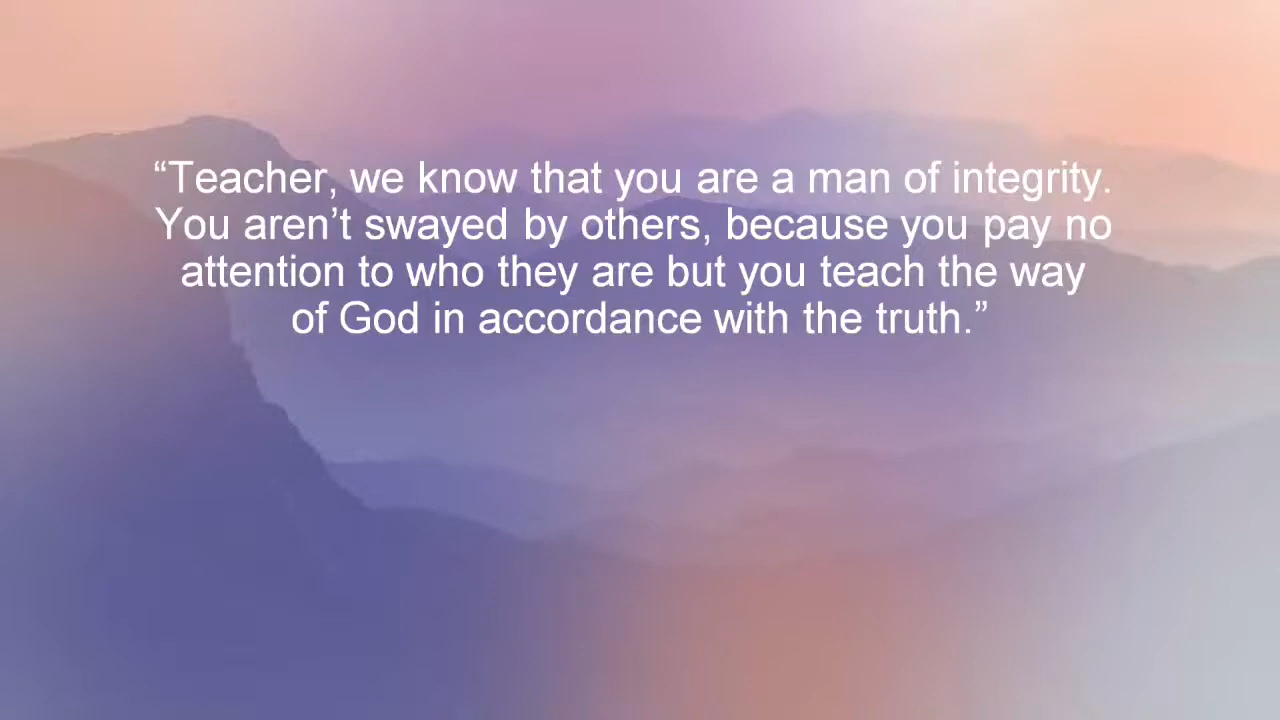 “Teacher, we know that you are a man of integrity.
You aren’t swayed by others, because you pay no
attention to who they are but you teach the way
of God in accordance with the truth.”